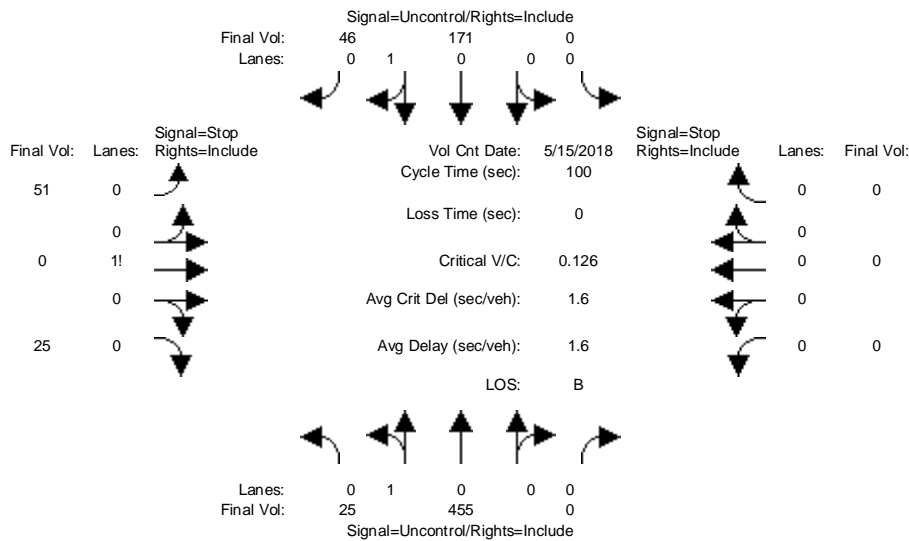 Signal=Uncontrol/Rights=Include
Final Vol: 46 171 0
Lanes: 0 1 0 0 0
Signal=Stop Signal=Stop
Final Vol: Lanes: Rights=Include Vol Cnt Date: 5/15/2018 Rights=Include Lanes: Final Vol:
Cycle Time (sec): 100
51 0 0 0
Loss Time (sec): 0
0 0
0 1! Critical V/C: 0.126 0 0
0 Avg Crit Del (sec/veh): 1.6 0
25 0 Avg Delay (sec/veh): 1.6 0 0
LOS: B
Lanes: 0 1 0 0 0
Final Vol: 25 455 0
Signal=Uncontrol/Rights=Include